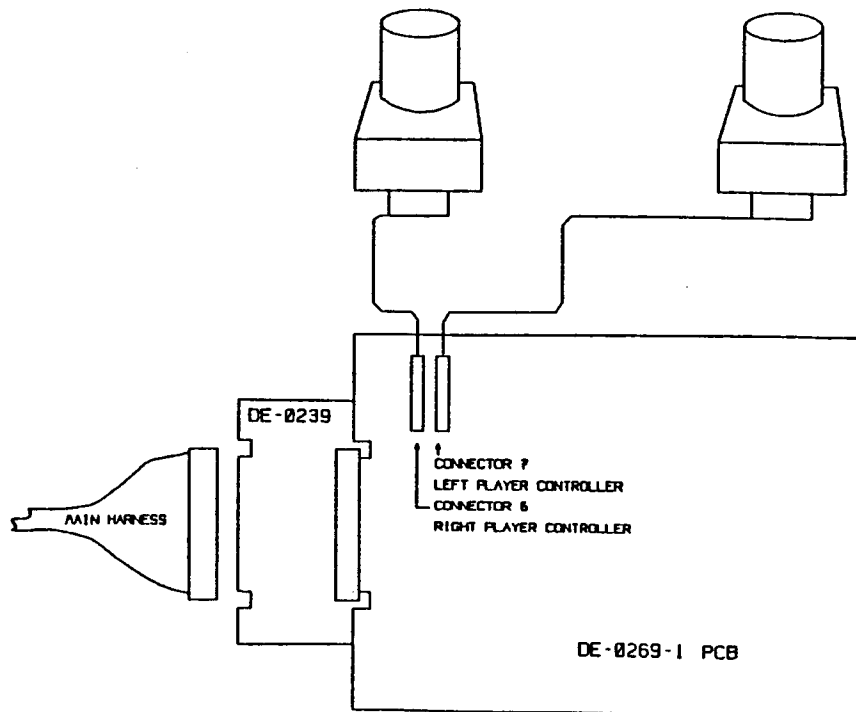 DE-0239
CONNECTOR 7
LEFT PLAYER CONTROLLER
CONNECTOR 6
RIGHT PLAYER CONTROLLER
MAIN HARNESS
DE-0269-1 PCB